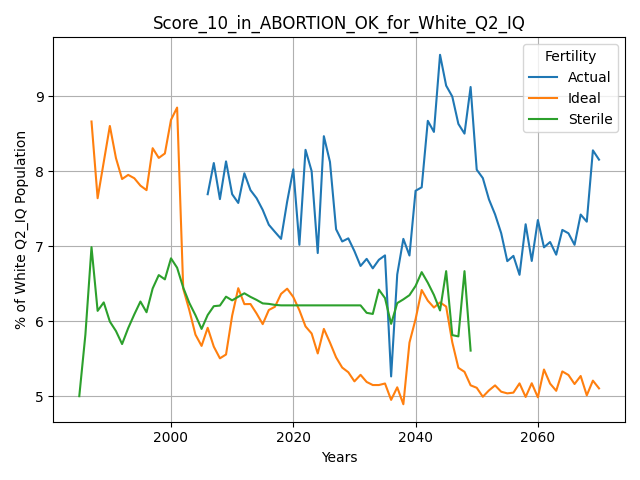 Score_10_in_ABORTION_OK_for_White_Q2_IQ
Fertility
Actual
Ideal
Sterile
% of White Q2_IQ Population
9
8
7
6
5
2000 2020 2040 2060
Years